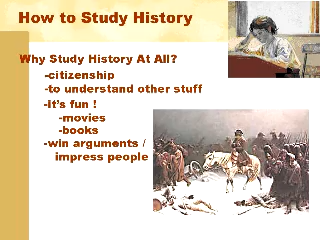 How to Study History
Why Study History At All?
-citizenship
-to understand other stuff
-it's fun !
-movies
-books
-win arguments /
impress people